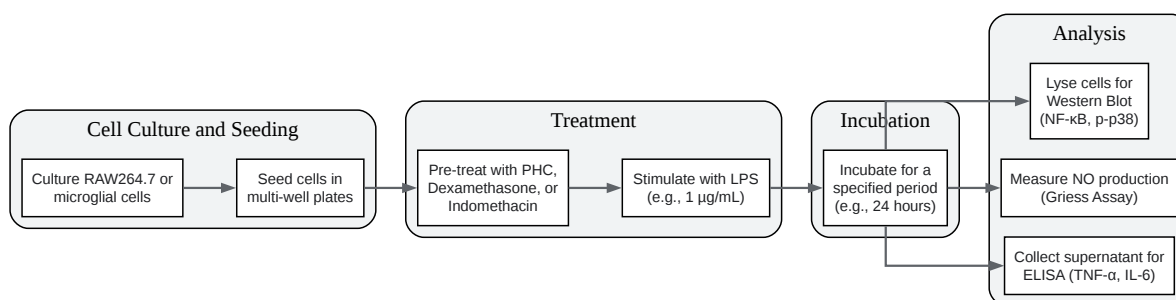 Cell Culture and Seeding
Culture RAW264.7 or
microglial cells
Seed cells in
multi-well plates
Treatment
Pre-treat with PHC,
Dexamethasone, or
Indomethacin
Stimulate with LPS
(e.g., 1 µg/mL)
Incubation
Incubate for a
specified period
(e.g., 24 hours)
Analysis
Lyse cells for
Western Blot
(NF-κB, p-p38)
Measure NO production
(Griess Assay)
Collect supernatant for
ELISA (TNF-α, IL-6)